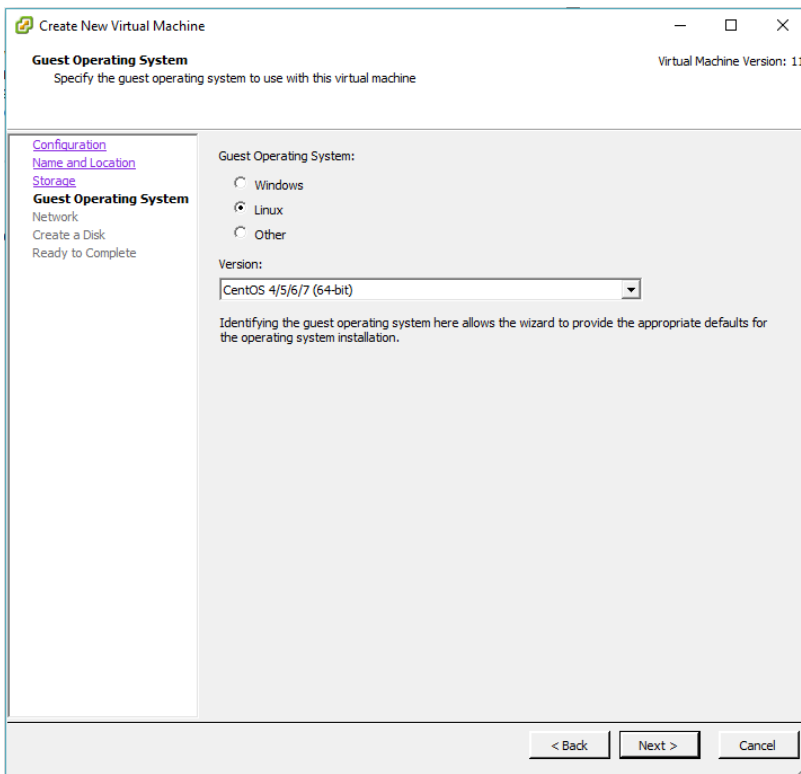 Create New Virtual Machine
Guest Operating System
Virtual Machine Version: 11
Specify the guest operating system to use with this virtual machine
Configuration
Name and Location
Storage
Guest Operating System
Network
Create a Disk
Ready to Complete
Guest Operating System:
Windows
Linux
Other
Version:
CentOS 4/5/6/7 (64-bit)
Identifying the guest operating system here allows the wizard to provide the appropriate defaults for
the operating system installation.
< Back
Next >
Cancel